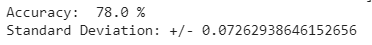 Accuracy:  78.0 %
Standard Deviation: +/- 0.07262938646152656